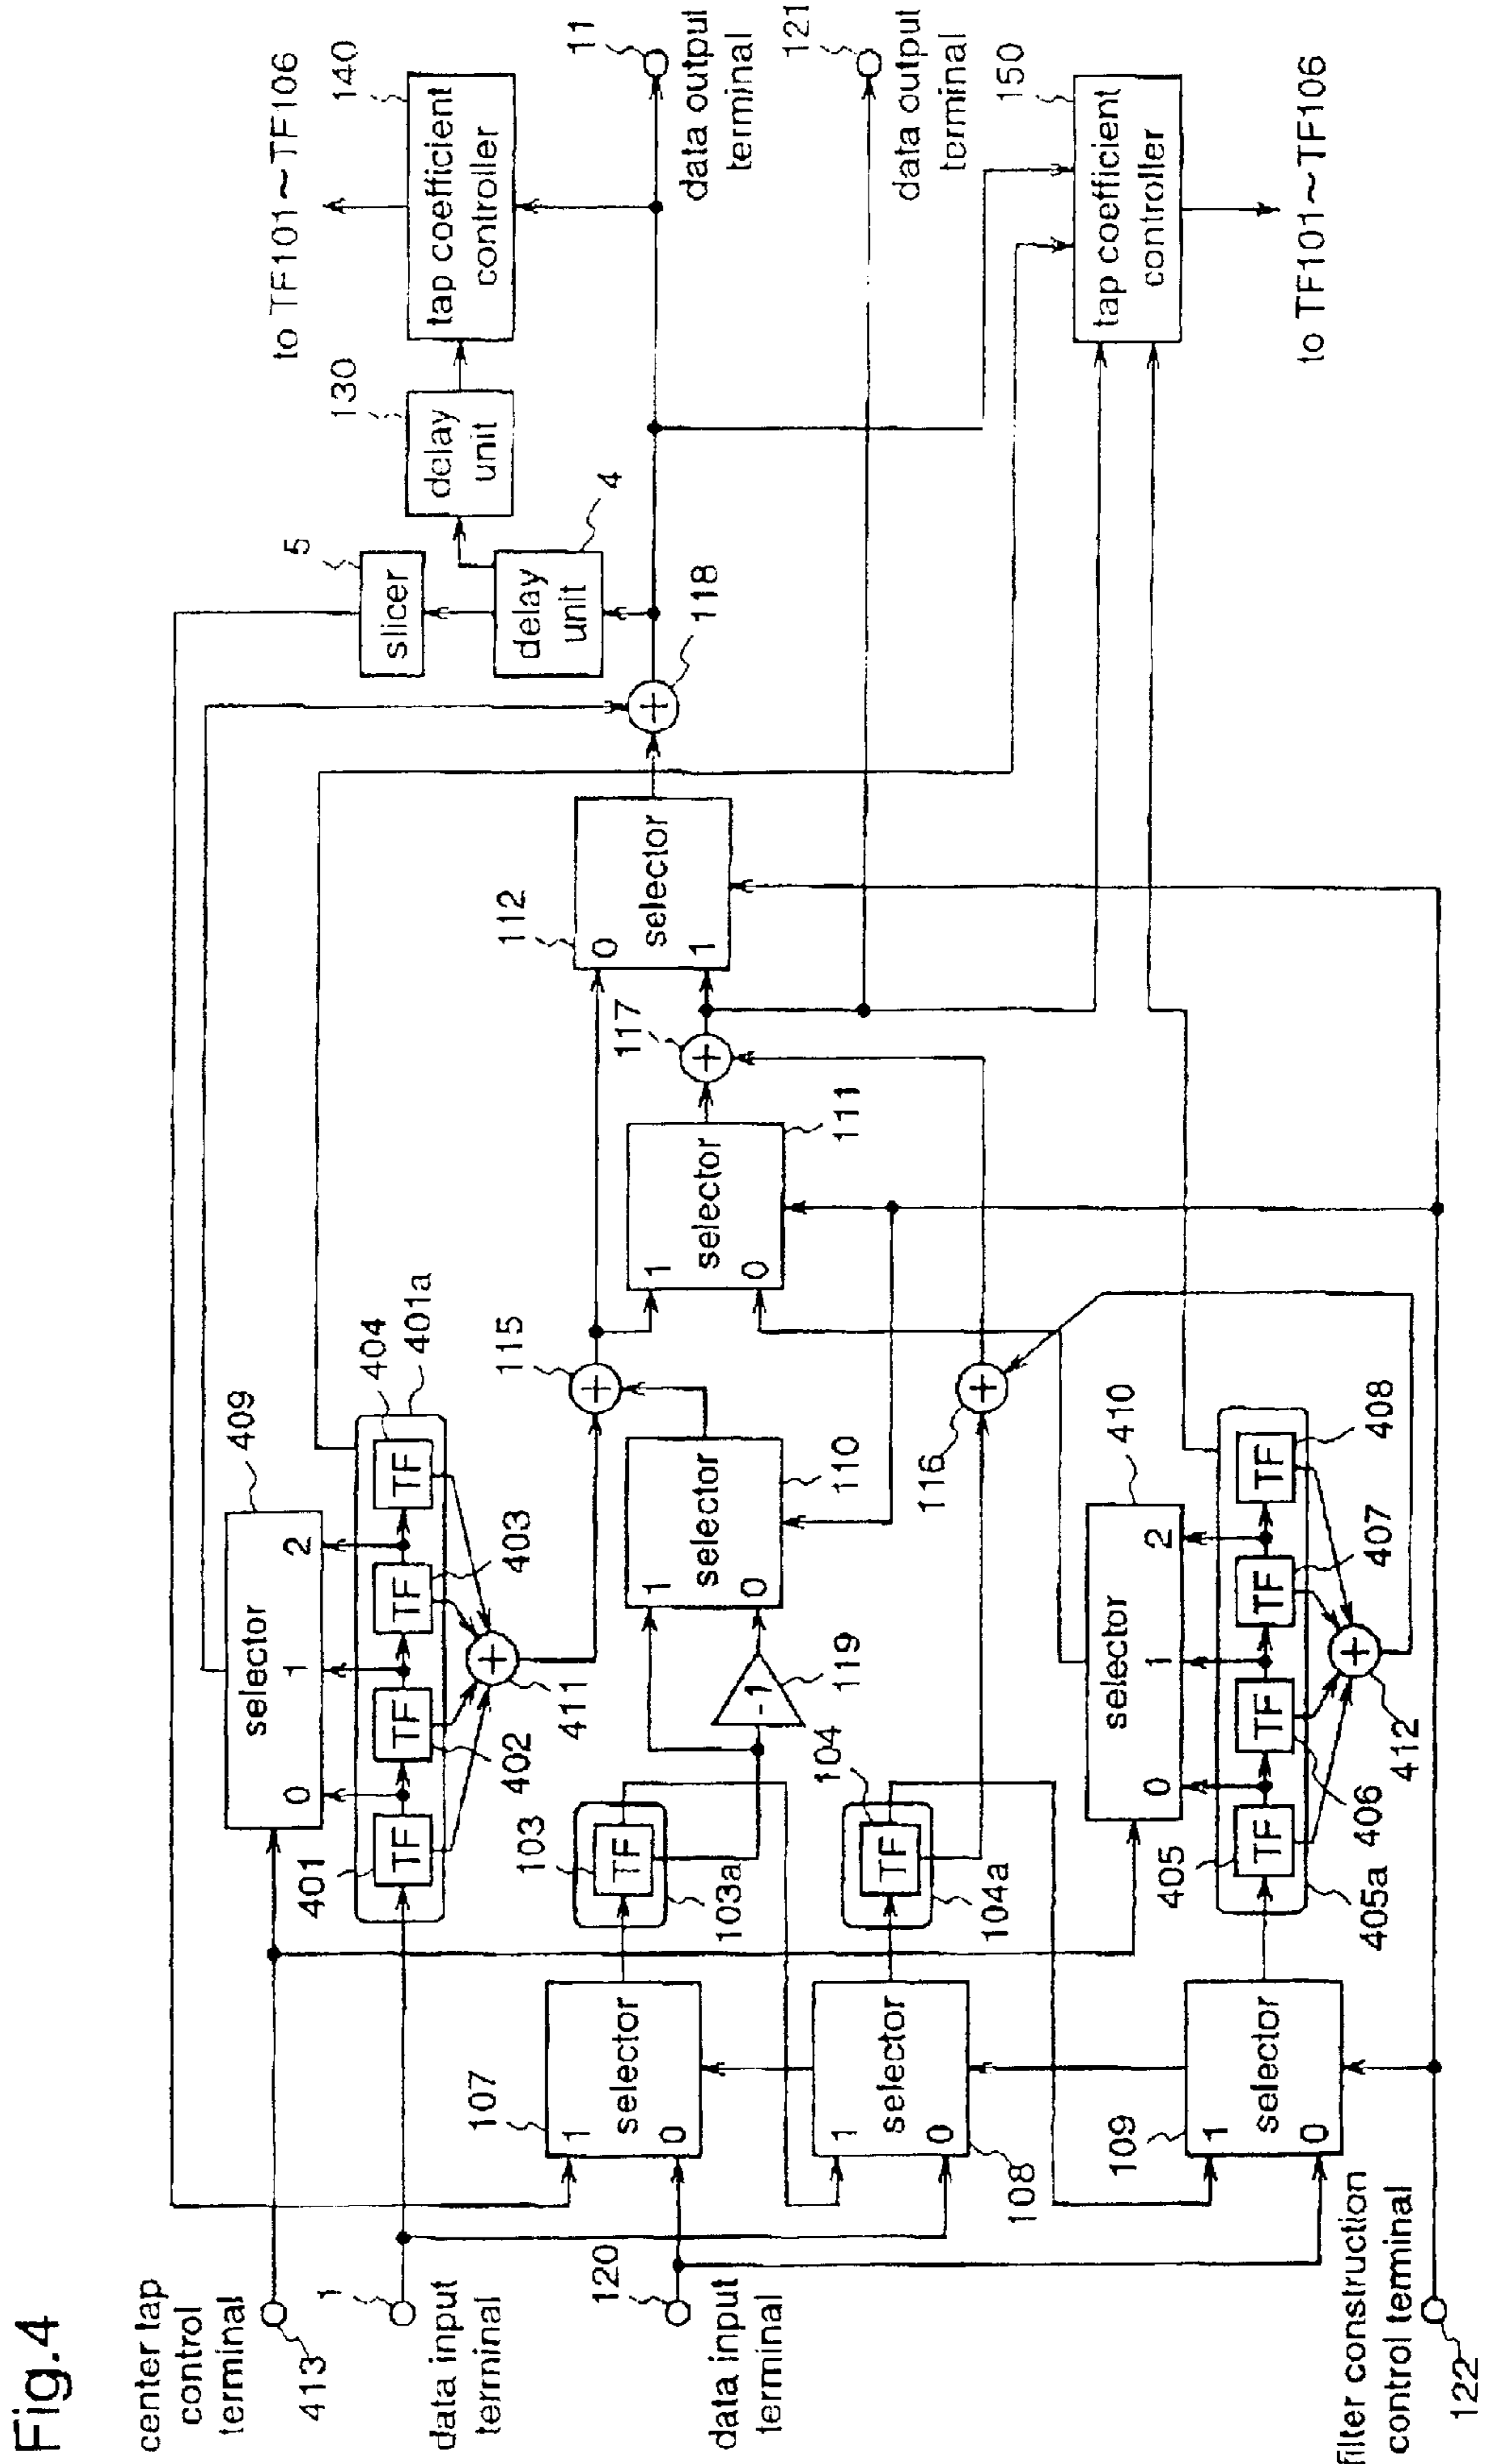 Fig.4
center tap
control
terminal
413
1
data input
terminal
120
data input
terminal
filter construction
control terminal
122
409
selector
0
1
2
401
TF
402
TF
403
TF
404
TF
401a
411
+
107
selector
1
0
108
selector
1
0
109
selector
1
0
103
TF
103a
104
TF
104a
119
-1
110
selector
1
0
115
+
116
+
111
selector
1
0
117
+
112
selector
0
1
118
+
410
selector
0
1
2
405
TF
406
TF
407
TF
408
TF
405a
412
+
5
slicer
4
delay
unit
130
delay
unit
140
tap coefficient
controller
to TF101~TF106
11
data output
terminal
121
data output
terminal
150
tap coefficient
controller
to TF101~TF106